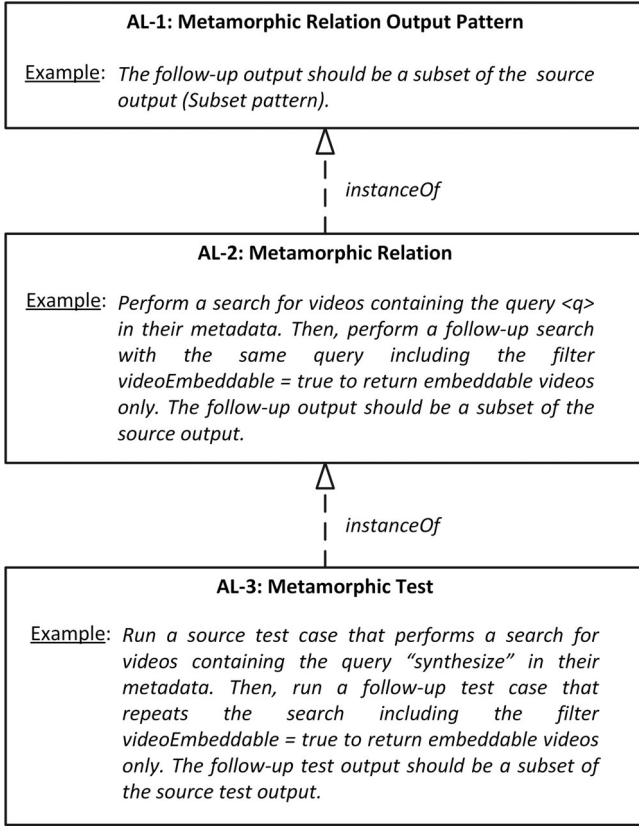 AL-1: Metamorphic Relation Output Pattern
Example: The follow-up output should be a subset of the source
output (Subset pattern).
instanceOf
AL-2: Metamorphic Relation
Example: Perform a search for videos containing the query <q>
in their metadata. Then, perform a follow-up search
with the same query including the filter
videoEmbeddable = true to return embeddable videos
only. The follow-up output should be a subset of the
source output.
instanceOf
AL-3: Metamorphic Test
Example: Run a source test case that performs a search for
videos containing the query “synthesize” in their
metadata. Then, run a follow-up test case that
repeats the search including the filter
videoEmbeddable = true to return embeddable videos
only. The follow-up test output should be a subset of
the source test output.